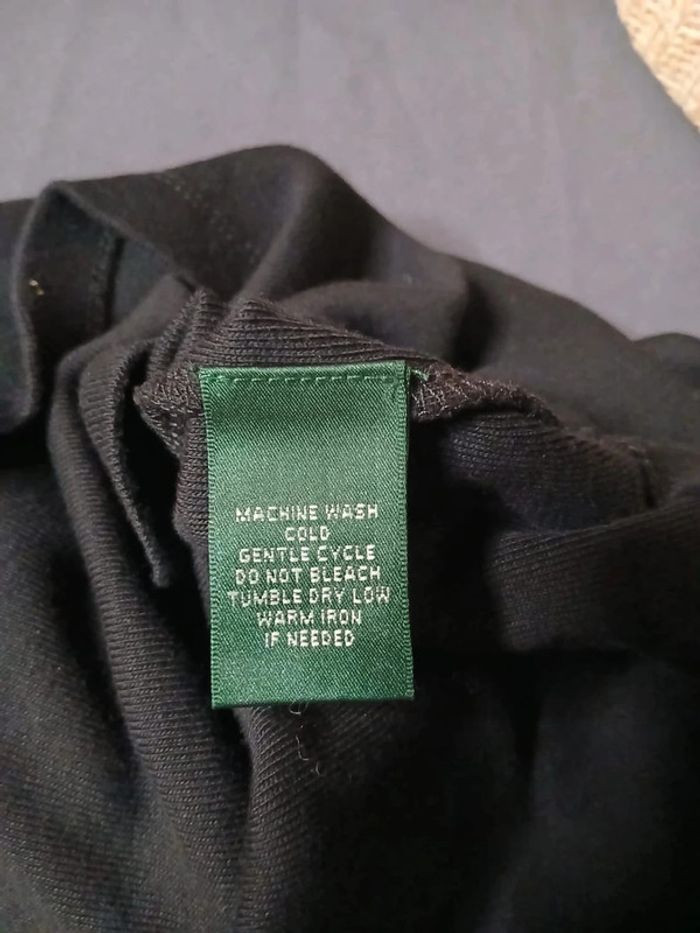 MACHINE WASH
COLD
GENTLE CYCLE
DO NOT BLEACH
TUMBLE DRY LOW
WARM IRON
IF NEEDED